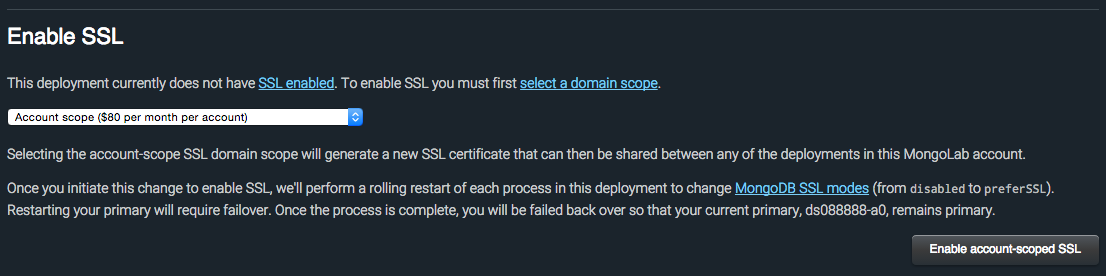 Enable SSL
This deployment currently does not have SSL enabled. To enable SSL you must first select a domain scope.
Account scope ($80 per month per account)
Selecting the account-scope SSL domain scope will generate a new SSL certificate that can then be shared between any of the deployments in this MongoLab account.
Once you initiate this change to enable SSL, we'll perform a rolling restart of each process in this deployment to change MongoDB SSL modes (from disabled to preferSSL).
Restarting your primary will require failover. Once the process is complete, you will be failed back over so that your current primary, ds088888-a0, remains primary.
Enable account-scoped SSL